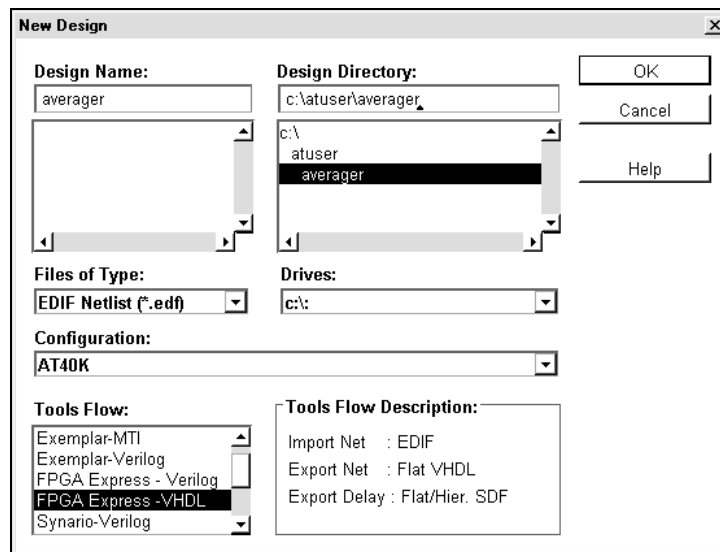 New Design
Design Name:
averager
Design Directory:
c:\atuser\averager
c:\
atuser
averager
OK
Cancel
Help
Files of Type:
EDIF Netlist (*.edf)
Drives:
c:\:
Configuration:
AT40K
Tools Flow:
Exemplar-MTI
Exemplar-Verilog
FPGA Express - Verilog
FPGA Express -VHDL
Synario-Verilog
Tools Flow Description:
Import Net : EDIF
Export Net : Flat VHDL
Export Delay : Flat/Hier. SDF